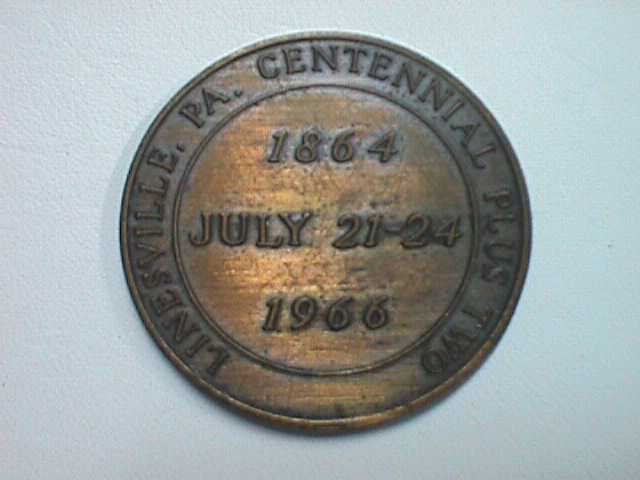 LINESVILLE, PA. CENTENNIAL PLUS TWO
1864
JULY 21-24
1966